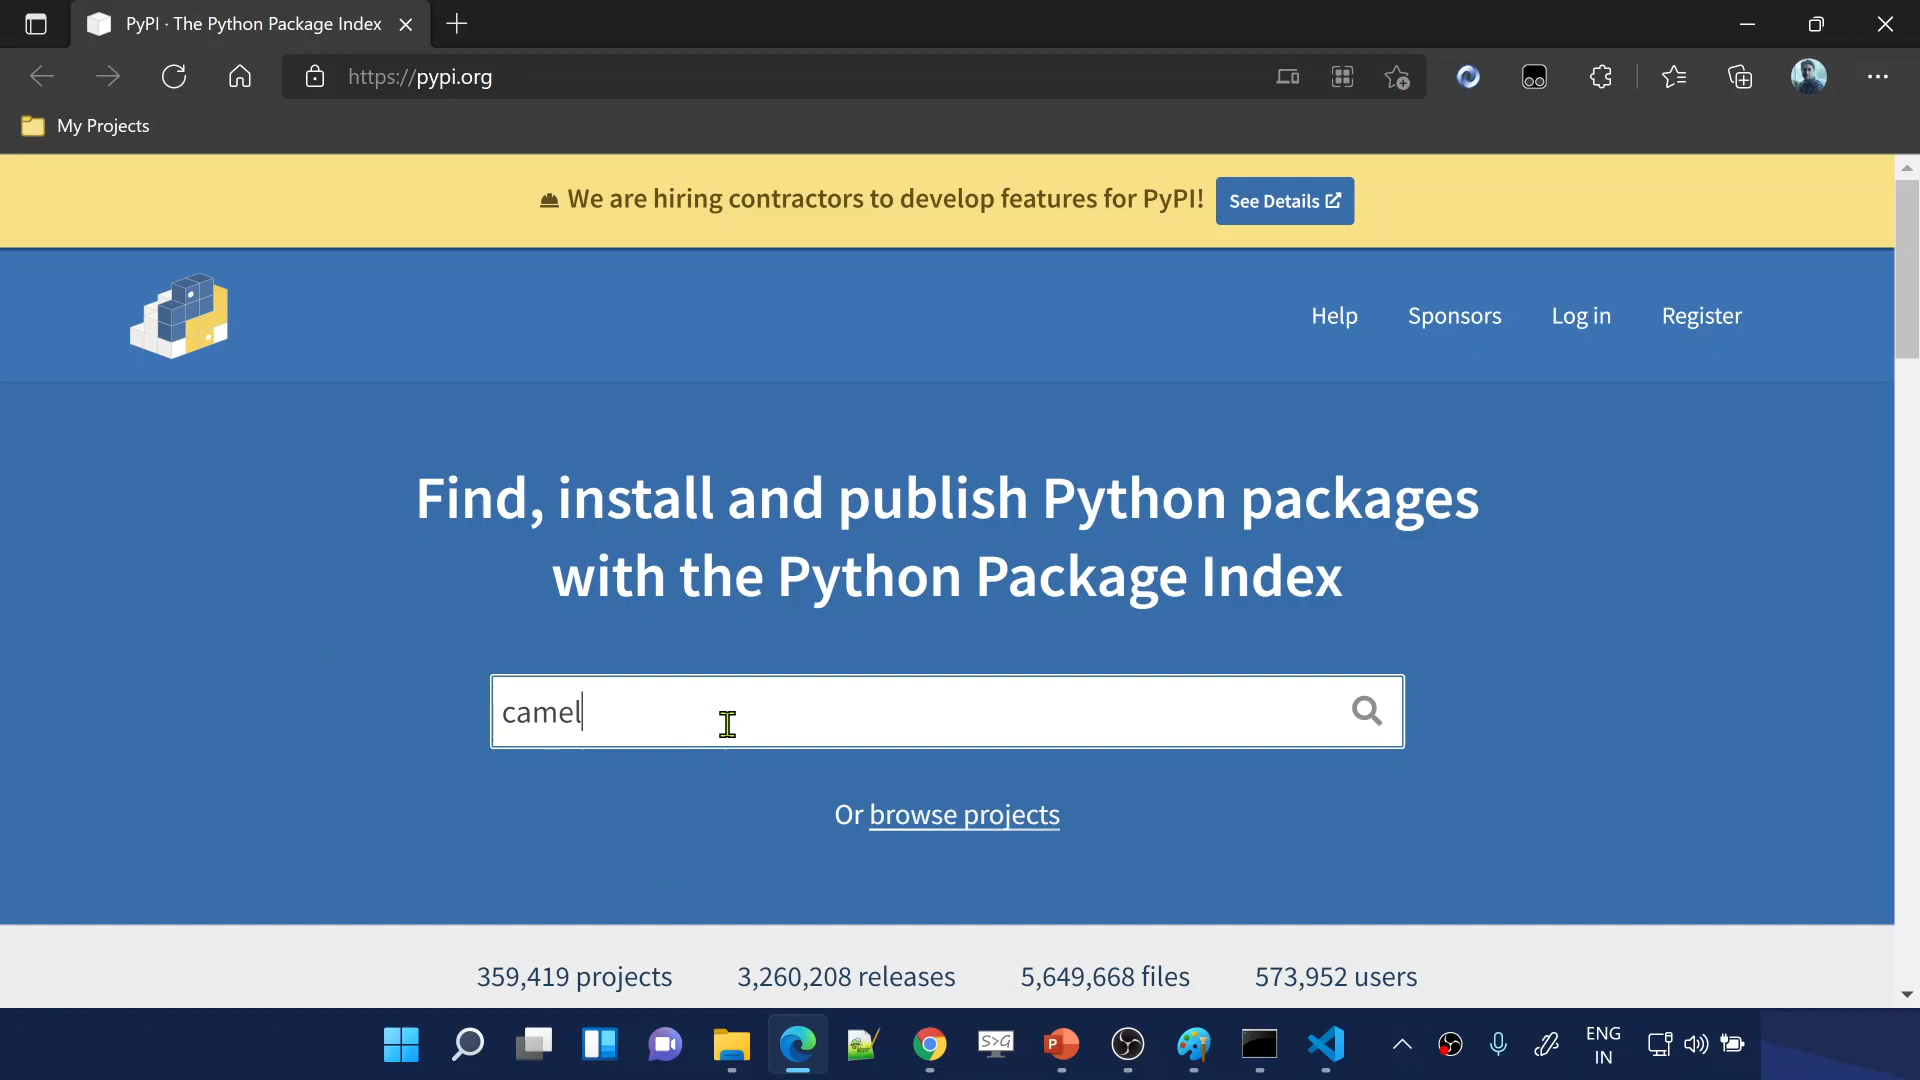 PyPI · The Python Package Index
https://pypi.org
My Projects
We are hiring contractors to develop features for PyPI! See Details
Help Sponsors Log in Register
Find, install and publish Python packages
with the Python Package Index
camel
Or browse projects
359,419 projects 3,260,208 releases 5,649,668 files 573,952 users
S>G
P
ENG
IN